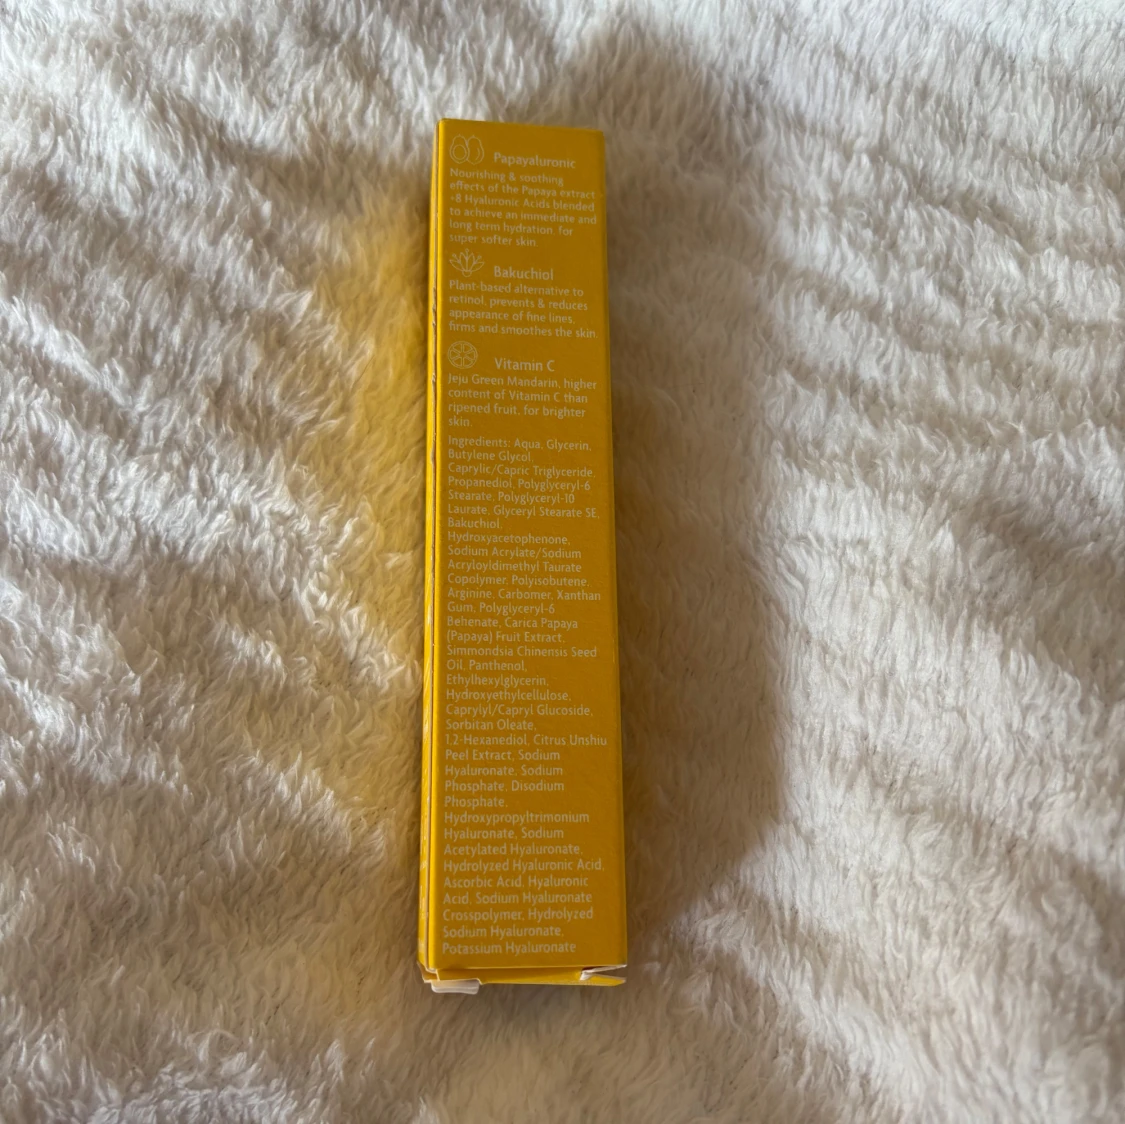 Papayaluronic
Nourishing & soothing
effects of the Papaya extract
+8 Hyaluronic Acids blended
to achieve an immediate and
long term hydration, for
super softer skin.
Bakuchiol
Plant-based alternative to
retinol, prevents & reduces
appearance of fine lines,
firms and smoothes the skin.
Vitamin C
Jeju Green Mandarin, higher
content of Vitamin C than
ripened fruit, for brighter
skin.
Ingredients: Aqua, Glycerin,
Butylene Glycol,
Caprylic/Capric Triglyceride,
Propanediol, Polyglyceryl-6
Stearate, Polyglyceryl-10
Laurate, Glyceryl Stearate SE,
Bakuchiol,
Hydroxyacetophenone,
Sodium Acrylate/Sodium
Acryloyldimethyl Taurate
Copolymer, Polyisobutene,
Arginine, Carbomer, Xanthan
Gum, Polyglyceryl-6
Behenate, Carica Papaya
(Papaya) Fruit Extract,
Simmondsia Chinensis Seed
Oil, Panthenol,
Ethylhexylglycerin,
Hydroxyethylcellulose,
Caprylyl/Capryl Glucoside,
Sorbitan Oleate,
1,2-Hexanediol, Citrus Unshiu
Peel Extract, Sodium
Hyaluronate, Sodium
Phosphate, Disodium
Phosphate,
Hydroxypropyltrimonium
Hyaluronate, Sodium
Acetylated Hyaluronate,
Hydrolyzed Hyaluronic Acid,
Ascorbic Acid, Hyaluronic
Acid, Sodium Hyaluronate
Crosspolymer, Hydrolyzed
Sodium Hyaluronate,
Potassium Hyaluronate